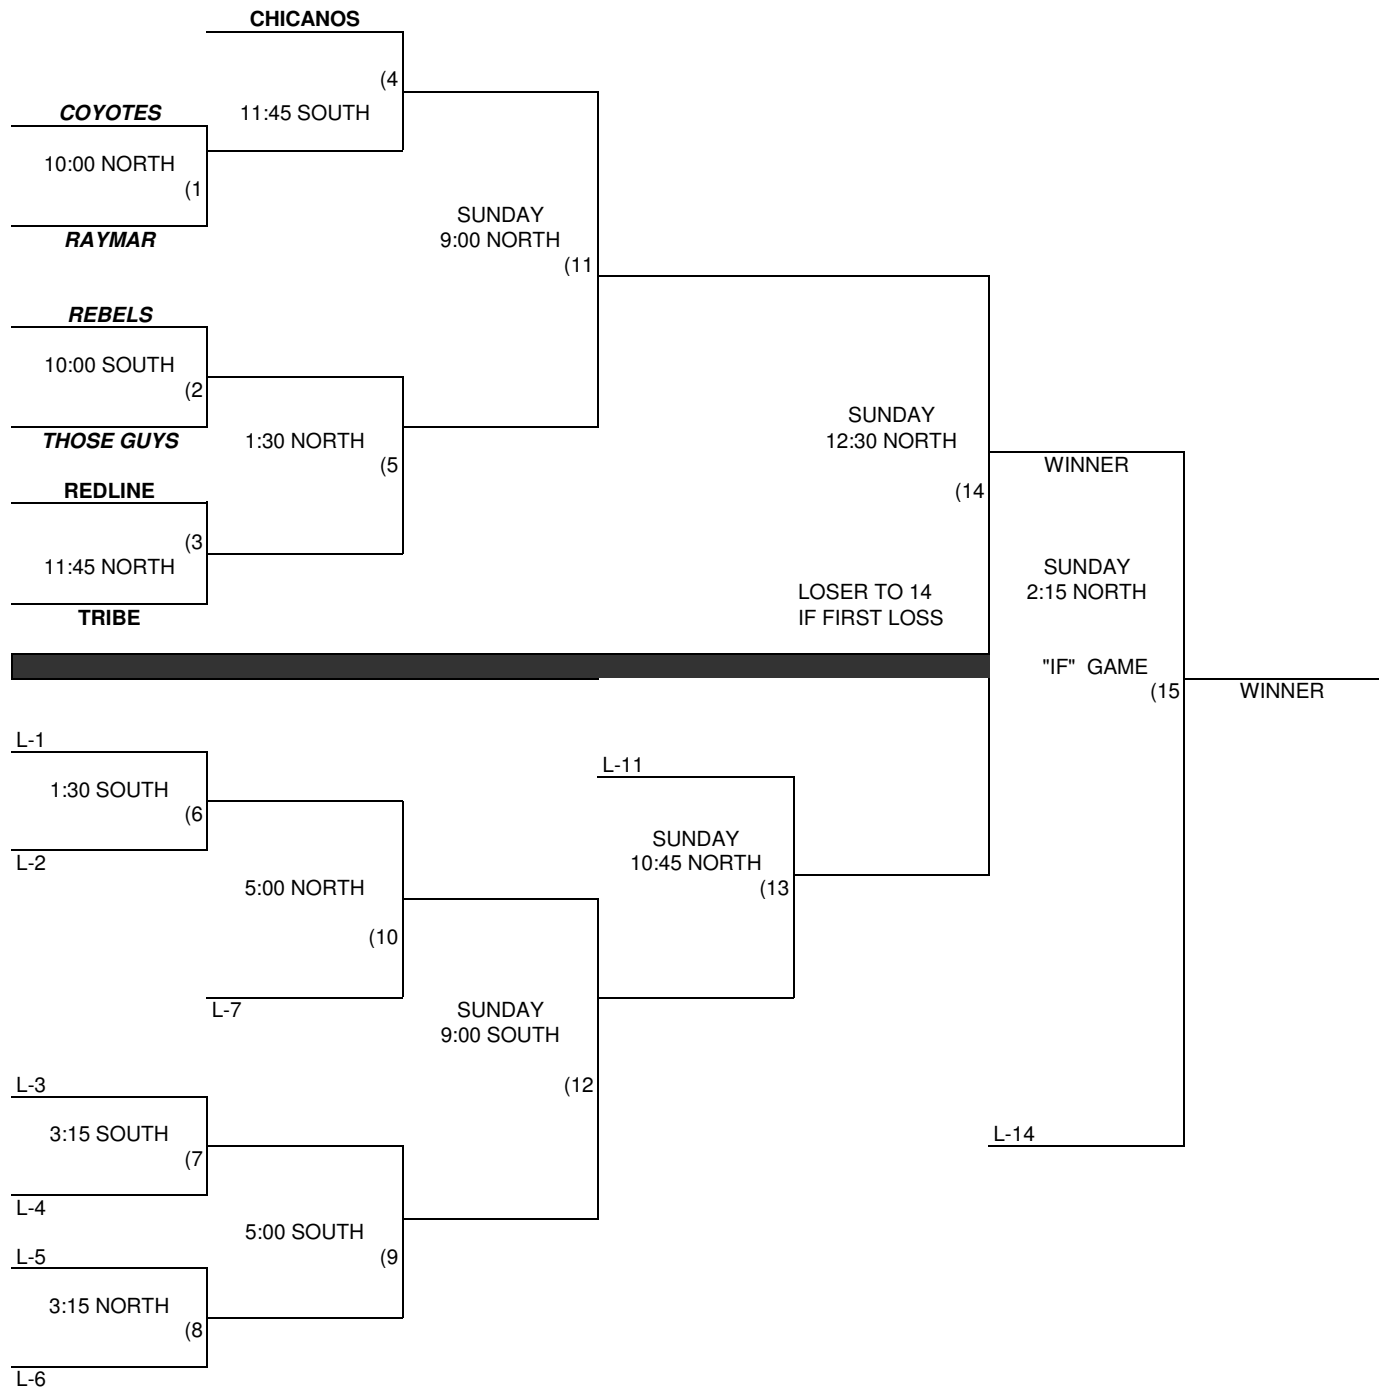 CHICANOS
(4
COYOTES
11:45 SOUTH
10:00 NORTH
(1
RAYMAR
SUNDAY
9:00 NORTH
(11
REBELS
10:00 SOUTH
(2
THOSE GUYS
1:30 NORTH
(5
SUNDAY
12:30 NORTH
(14
WINNER
REDLINE
(3
11:45 NORTH
TRIBE
LOSER TO 14
IF FIRST LOSS
SUNDAY
2:15 NORTH
"IF" GAME
(15
WINNER
L-1
1:30 SOUTH
(6
L-2
L-11
SUNDAY
10:45 NORTH
(13
5:00 NORTH
(10
L-7
SUNDAY
9:00 SOUTH
(12
L-3
3:15 SOUTH
(7
L-4
L-14
5:00 SOUTH
(9
L-5
3:15 NORTH
(8
L-6